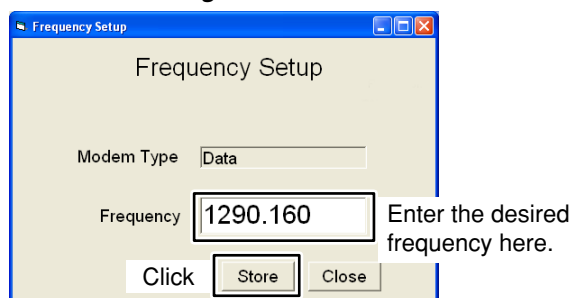 Frequency Setup
Frequency Setup
Modem Type Data
Frequency 1290.160
Enter the desired
frequency here.
Click Store Close